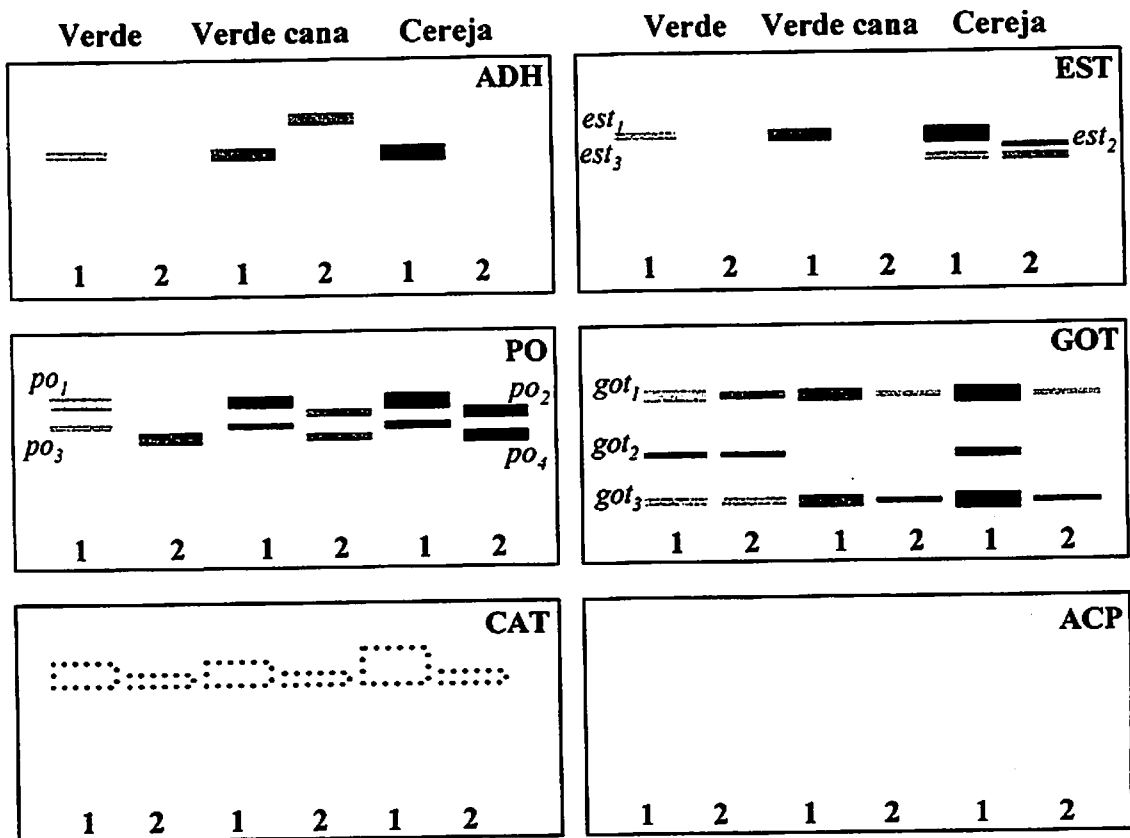 Verde Verde cana Cereja Verde Verde cana Cereja
ADH
1 2 1 2 1 2
EST
est1
est3
est2
1 2 1 2 1 2
PO
po1
po2
po3
po4
1 2 1 2 1 2
GOT
got1
got2
got3
1 2 1 2 1 2
CAT
1 2 1 2 1 2
ACP
1 2 1 2 1 2